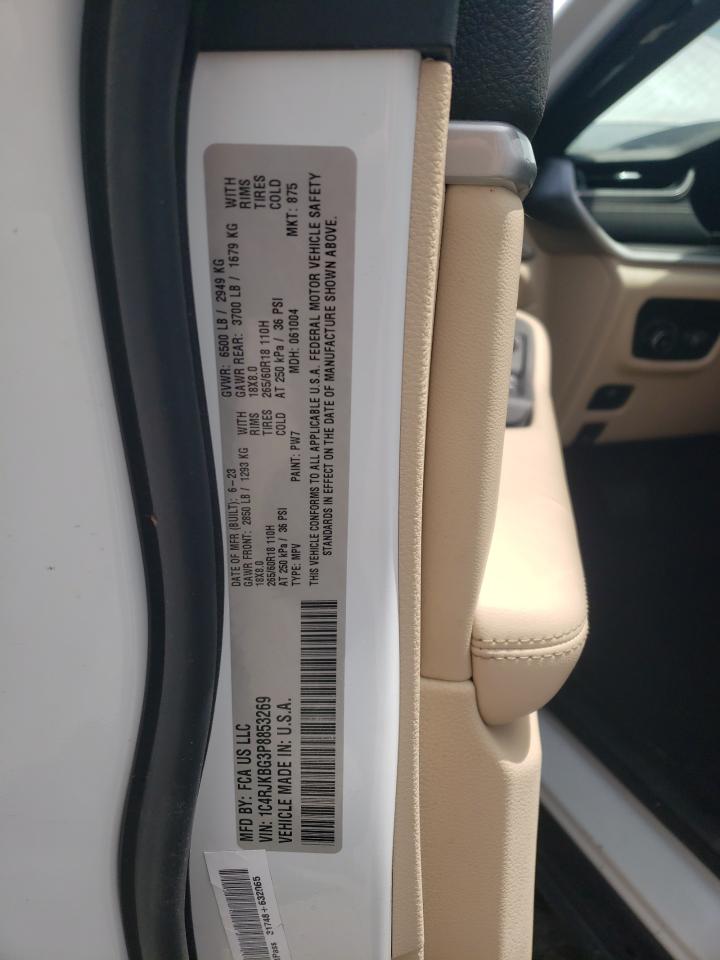 MFD BY: FCA US LLC
VIN: 1C4RJKBG3P8853269
VEHICLE MADE IN: U.S.A.
DATE OF MFR (BUILT): 6-23
GVWR: 6500 LB / 2949 KG
GAWR FRONT: 2850 LB / 1293 KG WITH
GAWR REAR: 3700 LB / 1679 KG WITH
18X8.0 RIMS
18X8.0 RIMS
265/60R18 110H TIRES
265/60R18 110H TIRES
AT 250 kPa / 36 PSI COLD
AT 250 kPa / 36 PSI COLD
TYPE: MPV PAINT: PW7 MDH: 061004 MKT: 875
THIS VEHICLE CONFORMS TO ALL APPLICABLE U.S.A. FEDERAL MOTOR VEHICLE SAFETY
STANDARDS IN EFFECT ON THE DATE OF MANUFACTURE SHOWN ABOVE.
31748+632065